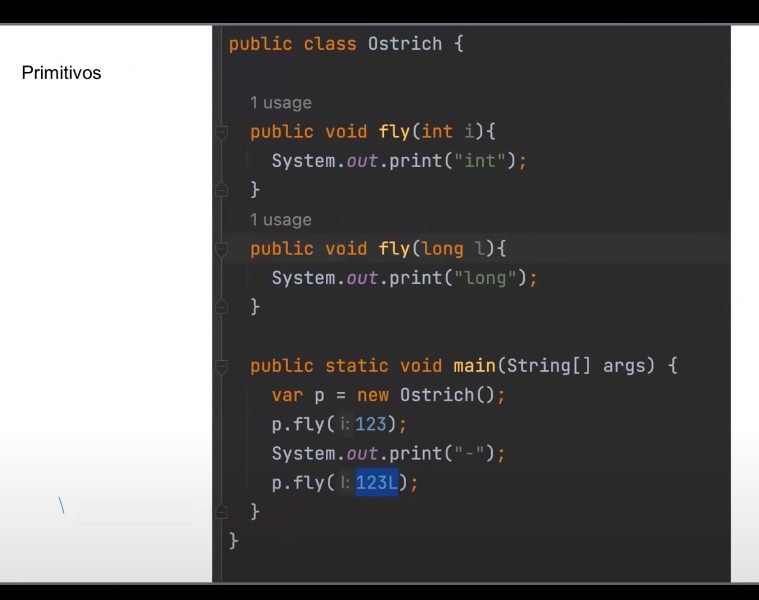 Primitivos
public class Ostrich {
1 usage
public void fly(int i){
System.out.print("int");
}
1 usage
public void fly(long l){
System.out.print("long");
}
public static void main(String[] args) {
var p = new Ostrich();
p.fly( i: 123);
System.out.print("-");
p.fly( l: 123L);
}
}